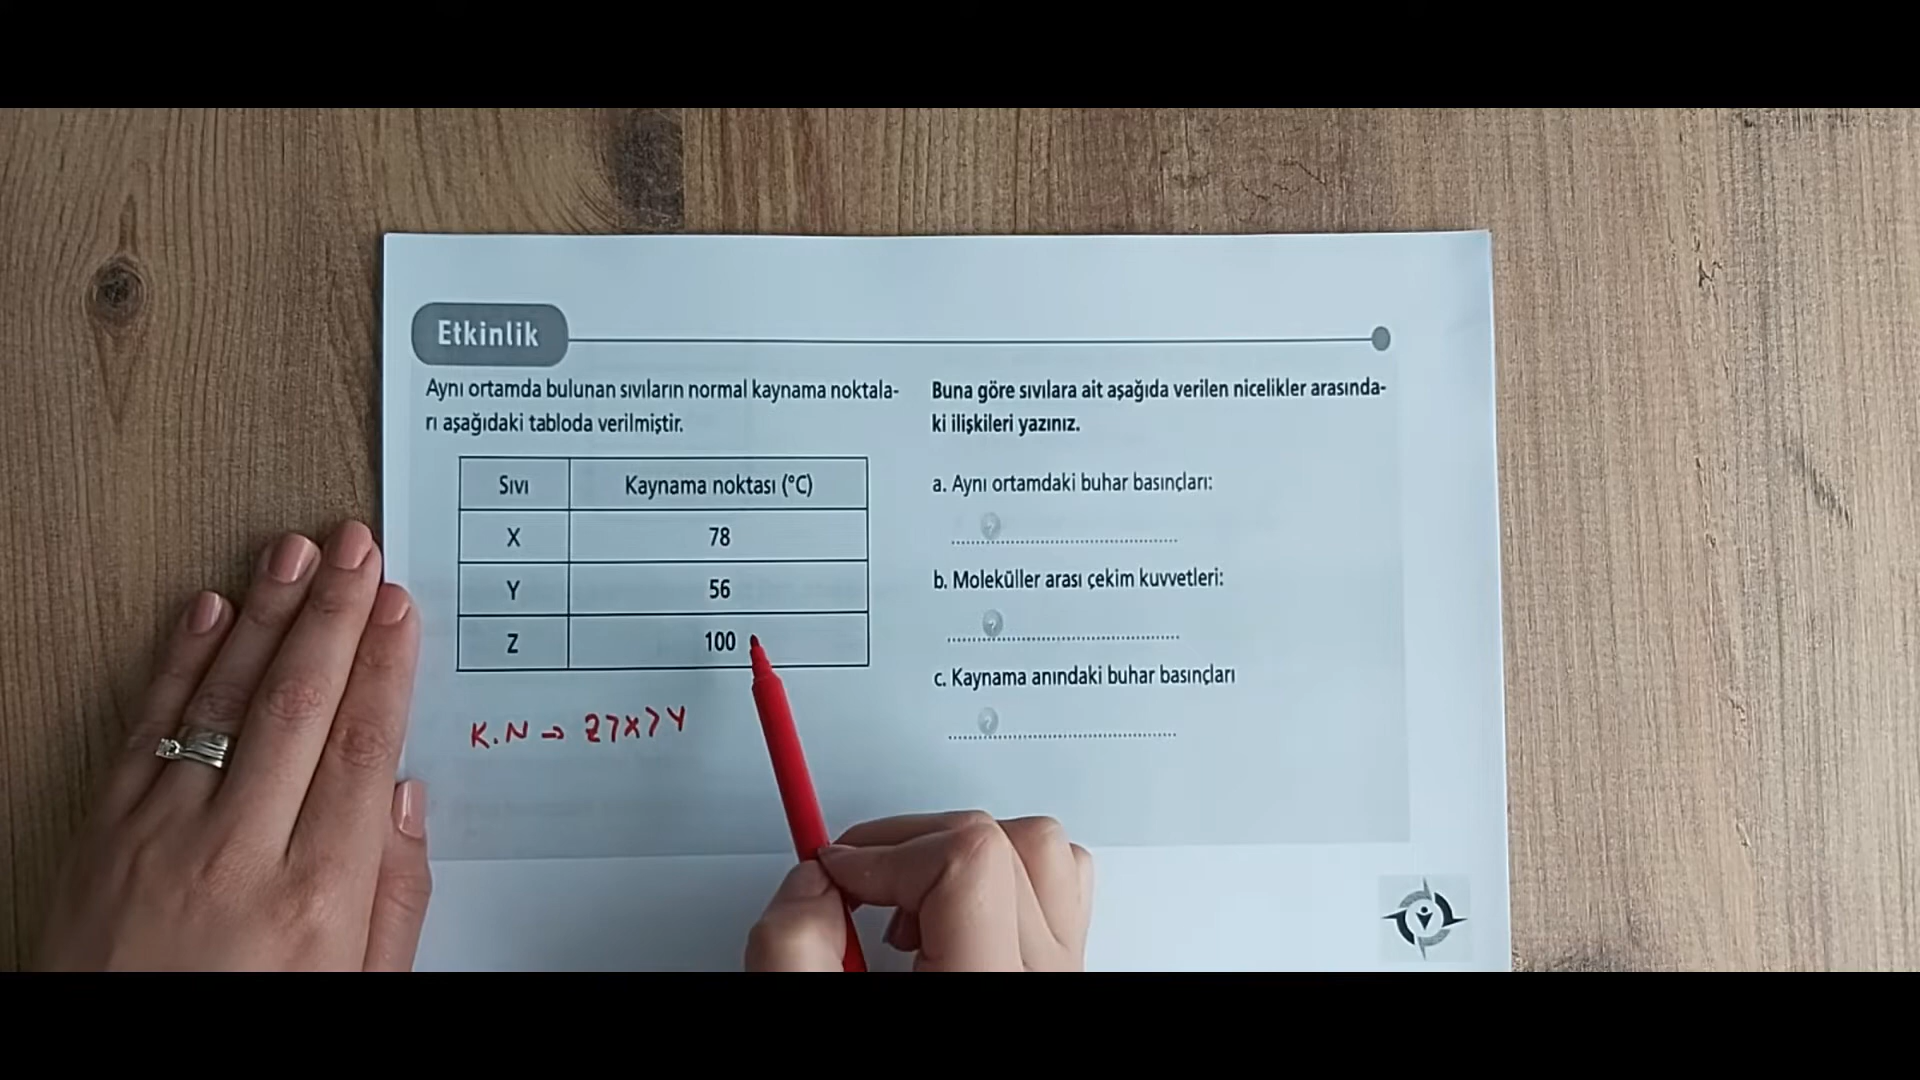 Etkinlik
Aynı ortamda bulunan sıvıların normal kaynama noktala-
rı aşağıdaki tabloda verilmiştir.
Sıvı Kaynama noktası (°C)
X 78
Y 56
Z 100
K.N → Z>X>Y
Buna göre sıvılara ait aşağıda verilen nicelikler arasında-
ki ilişkileri yazınız.
a. Aynı ortamdaki buhar basınçları:
?
b. Moleküller arası çekim kuvvetleri:
?
c. Kaynama anındaki buhar basınçları
?